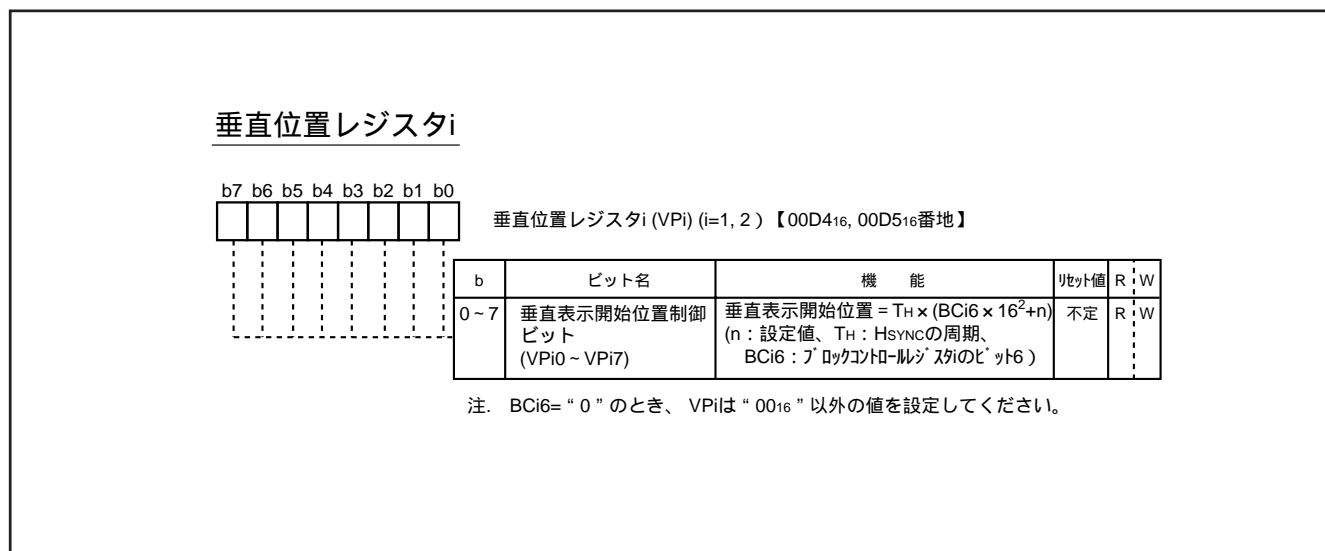 垂直位置レジスタi
b7 b6 b5 b4 b3 b2 b1 b0
垂直位置レジスタi (VPi) (i=1, 2 ) 【00D4₁₆, 00D5₁₆番地】
b ビット名 機 能 リセット値 R W
0 ~ 7 垂直表示開始位置制御 垂直表示開始位置 = TH × (BCi6 × 16²+n) 不定 R W
ビット (n:設定値、TH:HSYNCの周期、
(VPi0 ~ VPi7) BCi6:ブロックコントロールレジスタiのビット6 )
注. BCi6= “ 0 ” のとき、 VPiは “ 00₁₆ ” 以外の値を設定してください。